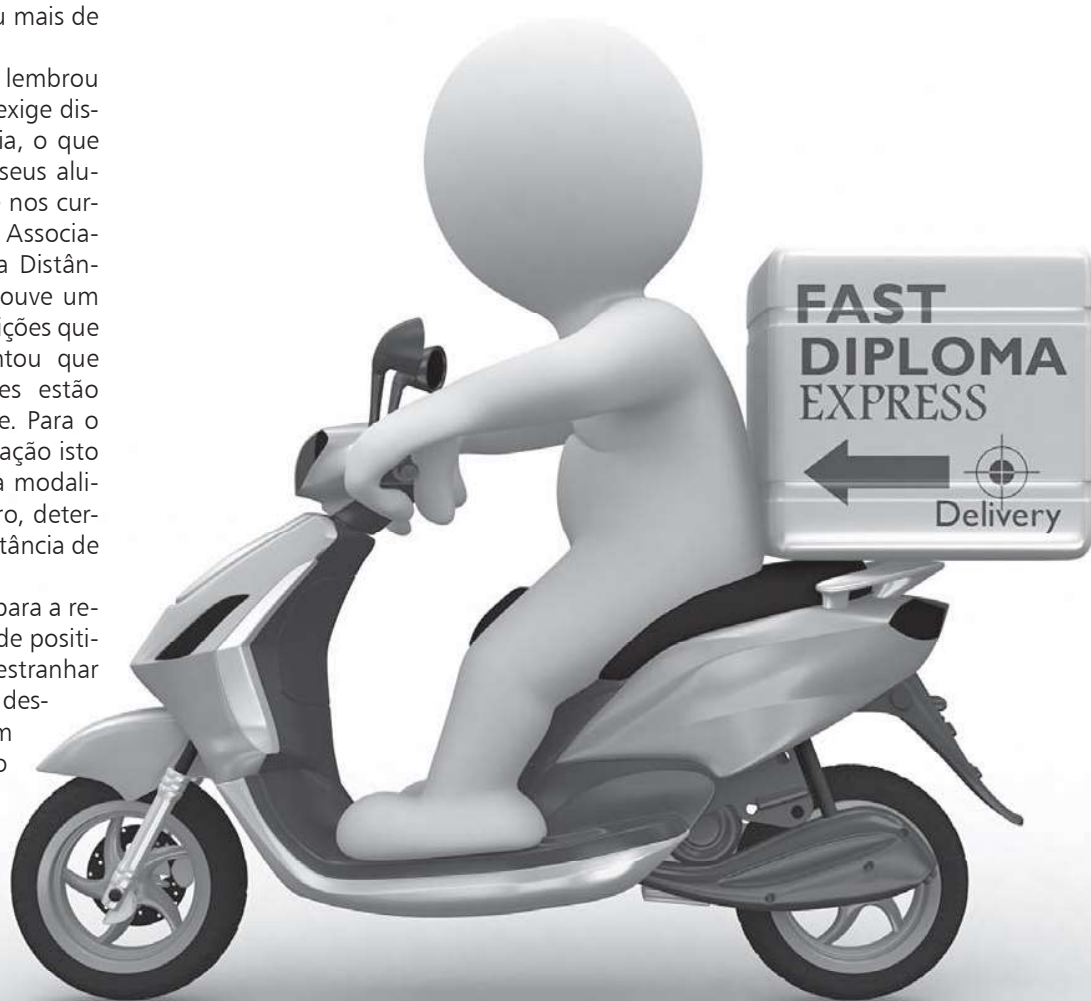 u mais de
lembrou
exige dis-
ia, o que
seus alu-
nos cur-
Associa-
a Distân-
ouve um
ições que
ntou que
es estão
e. Para o
ação isto
a modali-
ro, deter-
tância de
para a re-
de positi-
estranhar
des-
m
o
FAST
DIPLOMA
EXPRESS
Delivery